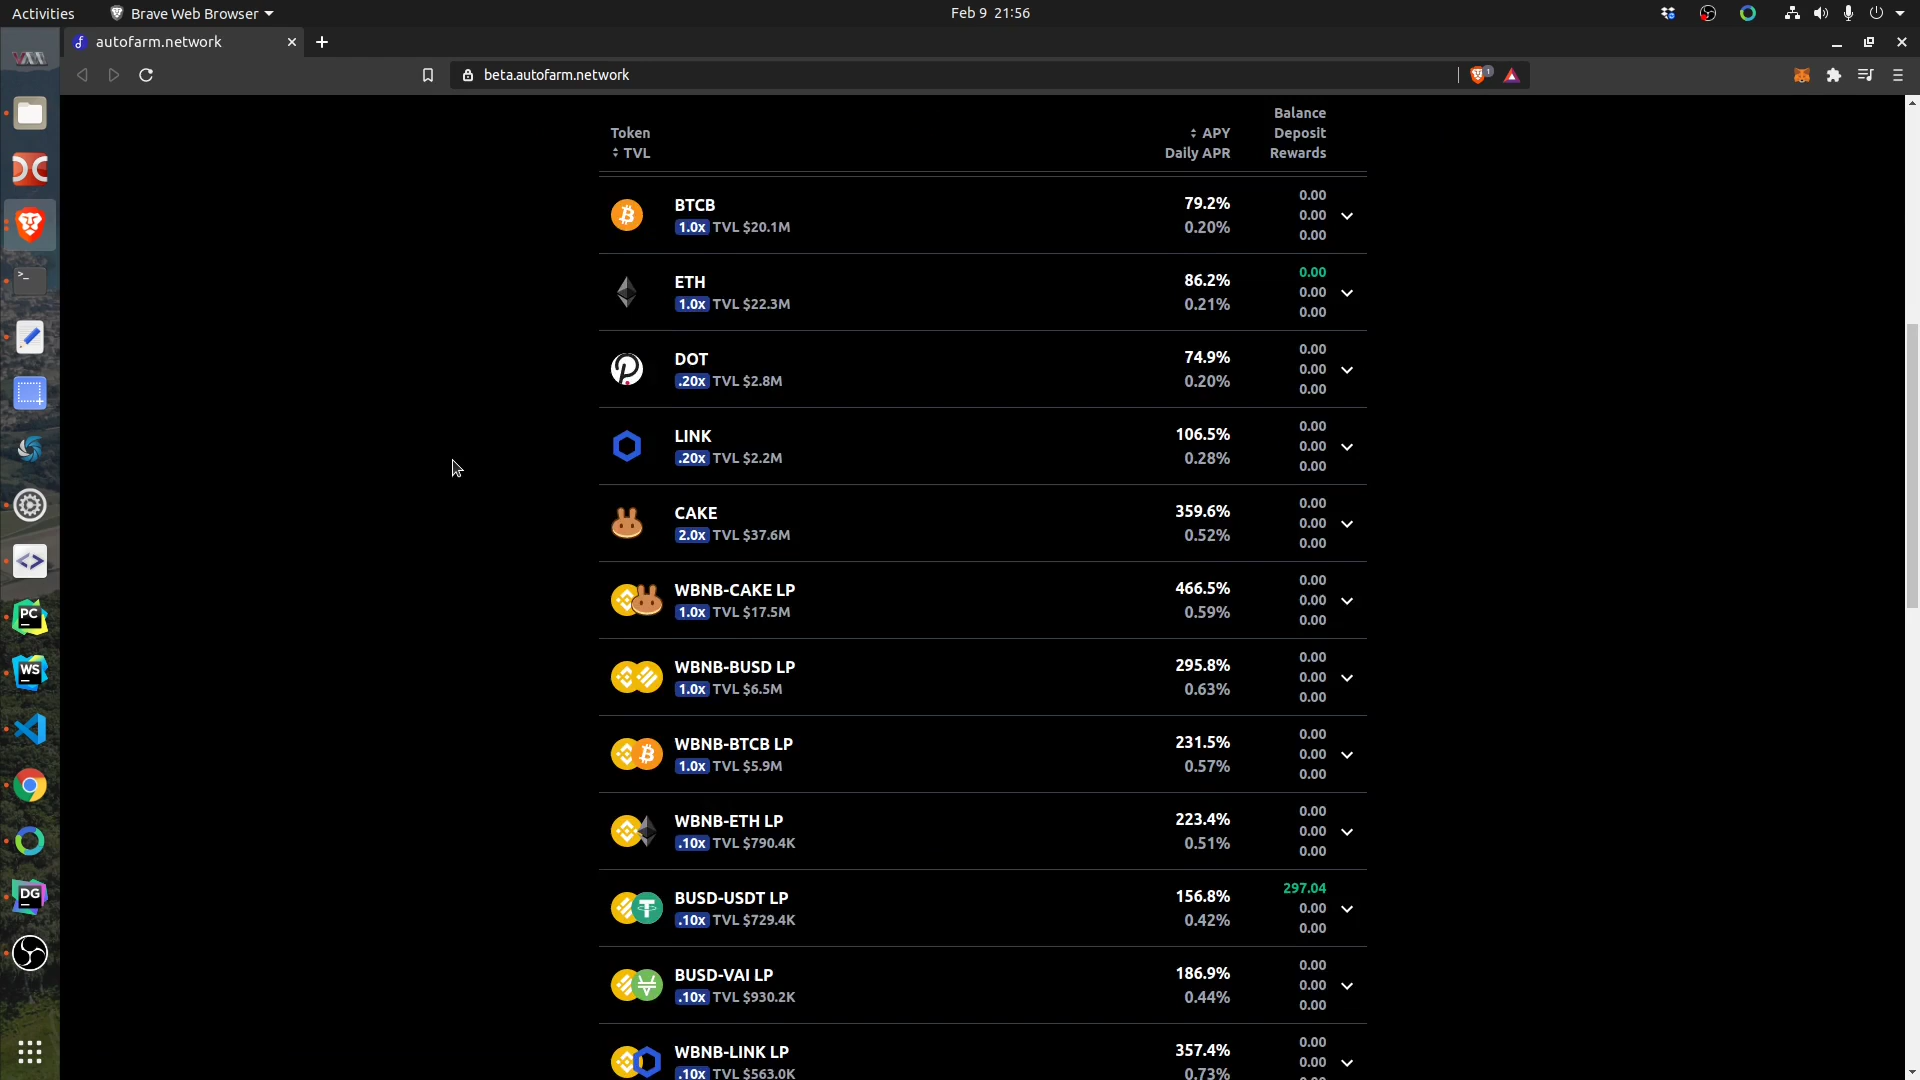 Activities
Brave Web Browser
Feb 9 21:56
autofarm.network
beta.autofarm.network
1
Token
TVL
APY
Daily APR
Balance
Deposit
Rewards
BTCB
1.0x TVL $20.1M
79.2%
0.20%
0.00
0.00
0.00
ETH
1.0x TVL $22.3M
86.2%
0.21%
0.00
0.00
0.00
DOT
.20x TVL $2.8M
74.9%
0.20%
0.00
0.00
0.00
LINK
.20x TVL $2.2M
106.5%
0.28%
0.00
0.00
0.00
CAKE
2.0x TVL $37.6M
359.6%
0.52%
0.00
0.00
0.00
WBNB-CAKE LP
1.0x TVL $17.5M
466.5%
0.59%
0.00
0.00
0.00
WBNB-BUSD LP
1.0x TVL $6.5M
295.8%
0.63%
0.00
0.00
0.00
WBNB-BTCB LP
1.0x TVL $5.9M
231.5%
0.57%
0.00
0.00
0.00
WBNB-ETH LP
.10x TVL $790.4K
223.4%
0.51%
0.00
0.00
0.00
BUSD-USDT LP
.10x TVL $729.4K
156.8%
0.42%
297.04
0.00
0.00
BUSD-VAI LP
.10x TVL $930.2K
186.9%
0.44%
0.00
0.00
0.00
WBNB-LINK LP
.10x TVL $563.0K
357.4%
0.73%
0.00
0.00
PC
WS
DG